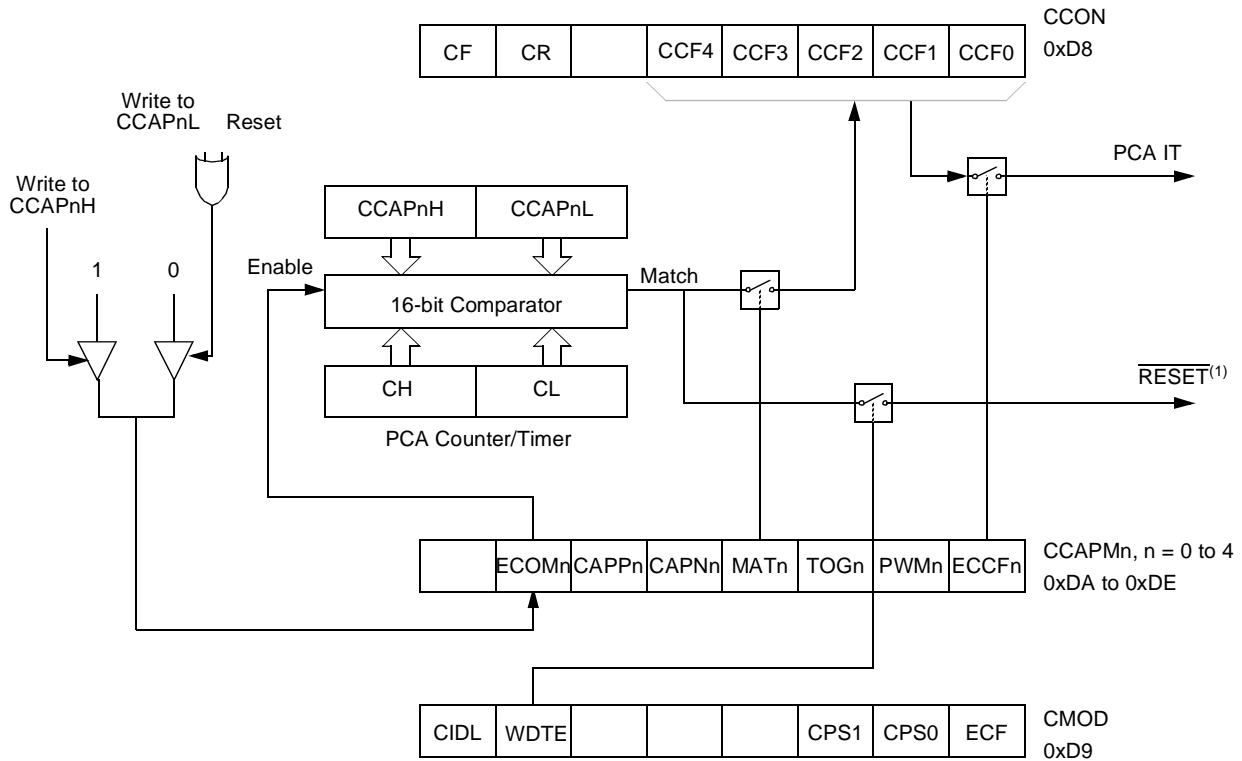 CCON
0xD8
CF CR CCF4 CCF3 CCF2 CCF1 CCF0
Write to
CCAPnL Reset
PCA IT
Write to
CCAPnH
CCAPnH CCAPnL
1 0 Enable Match
16-bit Comparator
RESET(1)
CH CL
PCA Counter/Timer
ECOMn CAPPn CAPNn MATn TOGn PWMn ECCFn
CCAPMn, n = 0 to 4
0xDA to 0xDE
CIDL WDTE CPS1 CPS0 ECF
CMOD
0xD9